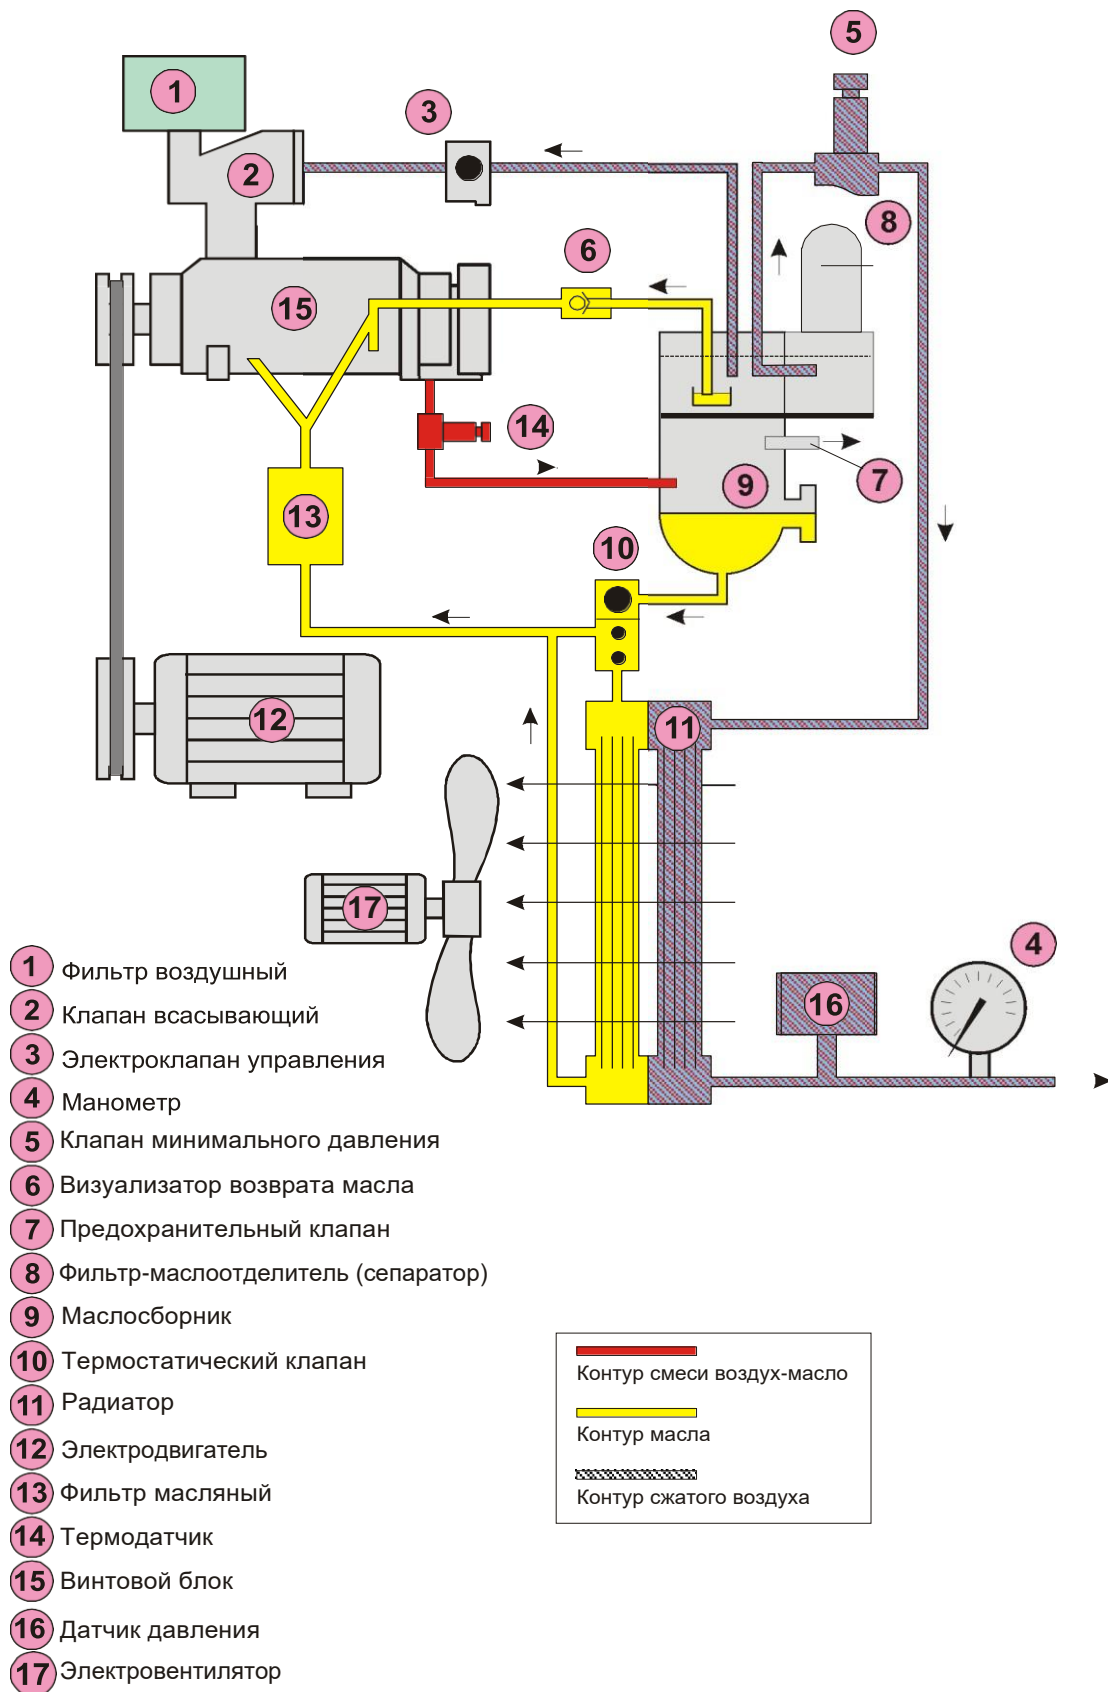 5
1
3
2
8
6
15
14
9
7
13
10
12
11
17
4
16
1 Фильтр воздушный
2 Клапан всасывающий
3 Электроклапан управления
4 Манометр
5 Клапан минимального давления
6 Визуализатор возврата масла
7 Предохранительный клапан
8 Фильтр-маслоотделитель (сепаратор)
9 Маслосборник
10 Термостатический клапан
11 Радиатор
12 Электродвигатель
13 Фильтр масляный
14 Термодатчик
15 Винтовой блок
16 Датчик давления
17 Электровентилятор
Контур смеси воздух-масло
Контур масла
Контур сжатого воздуха